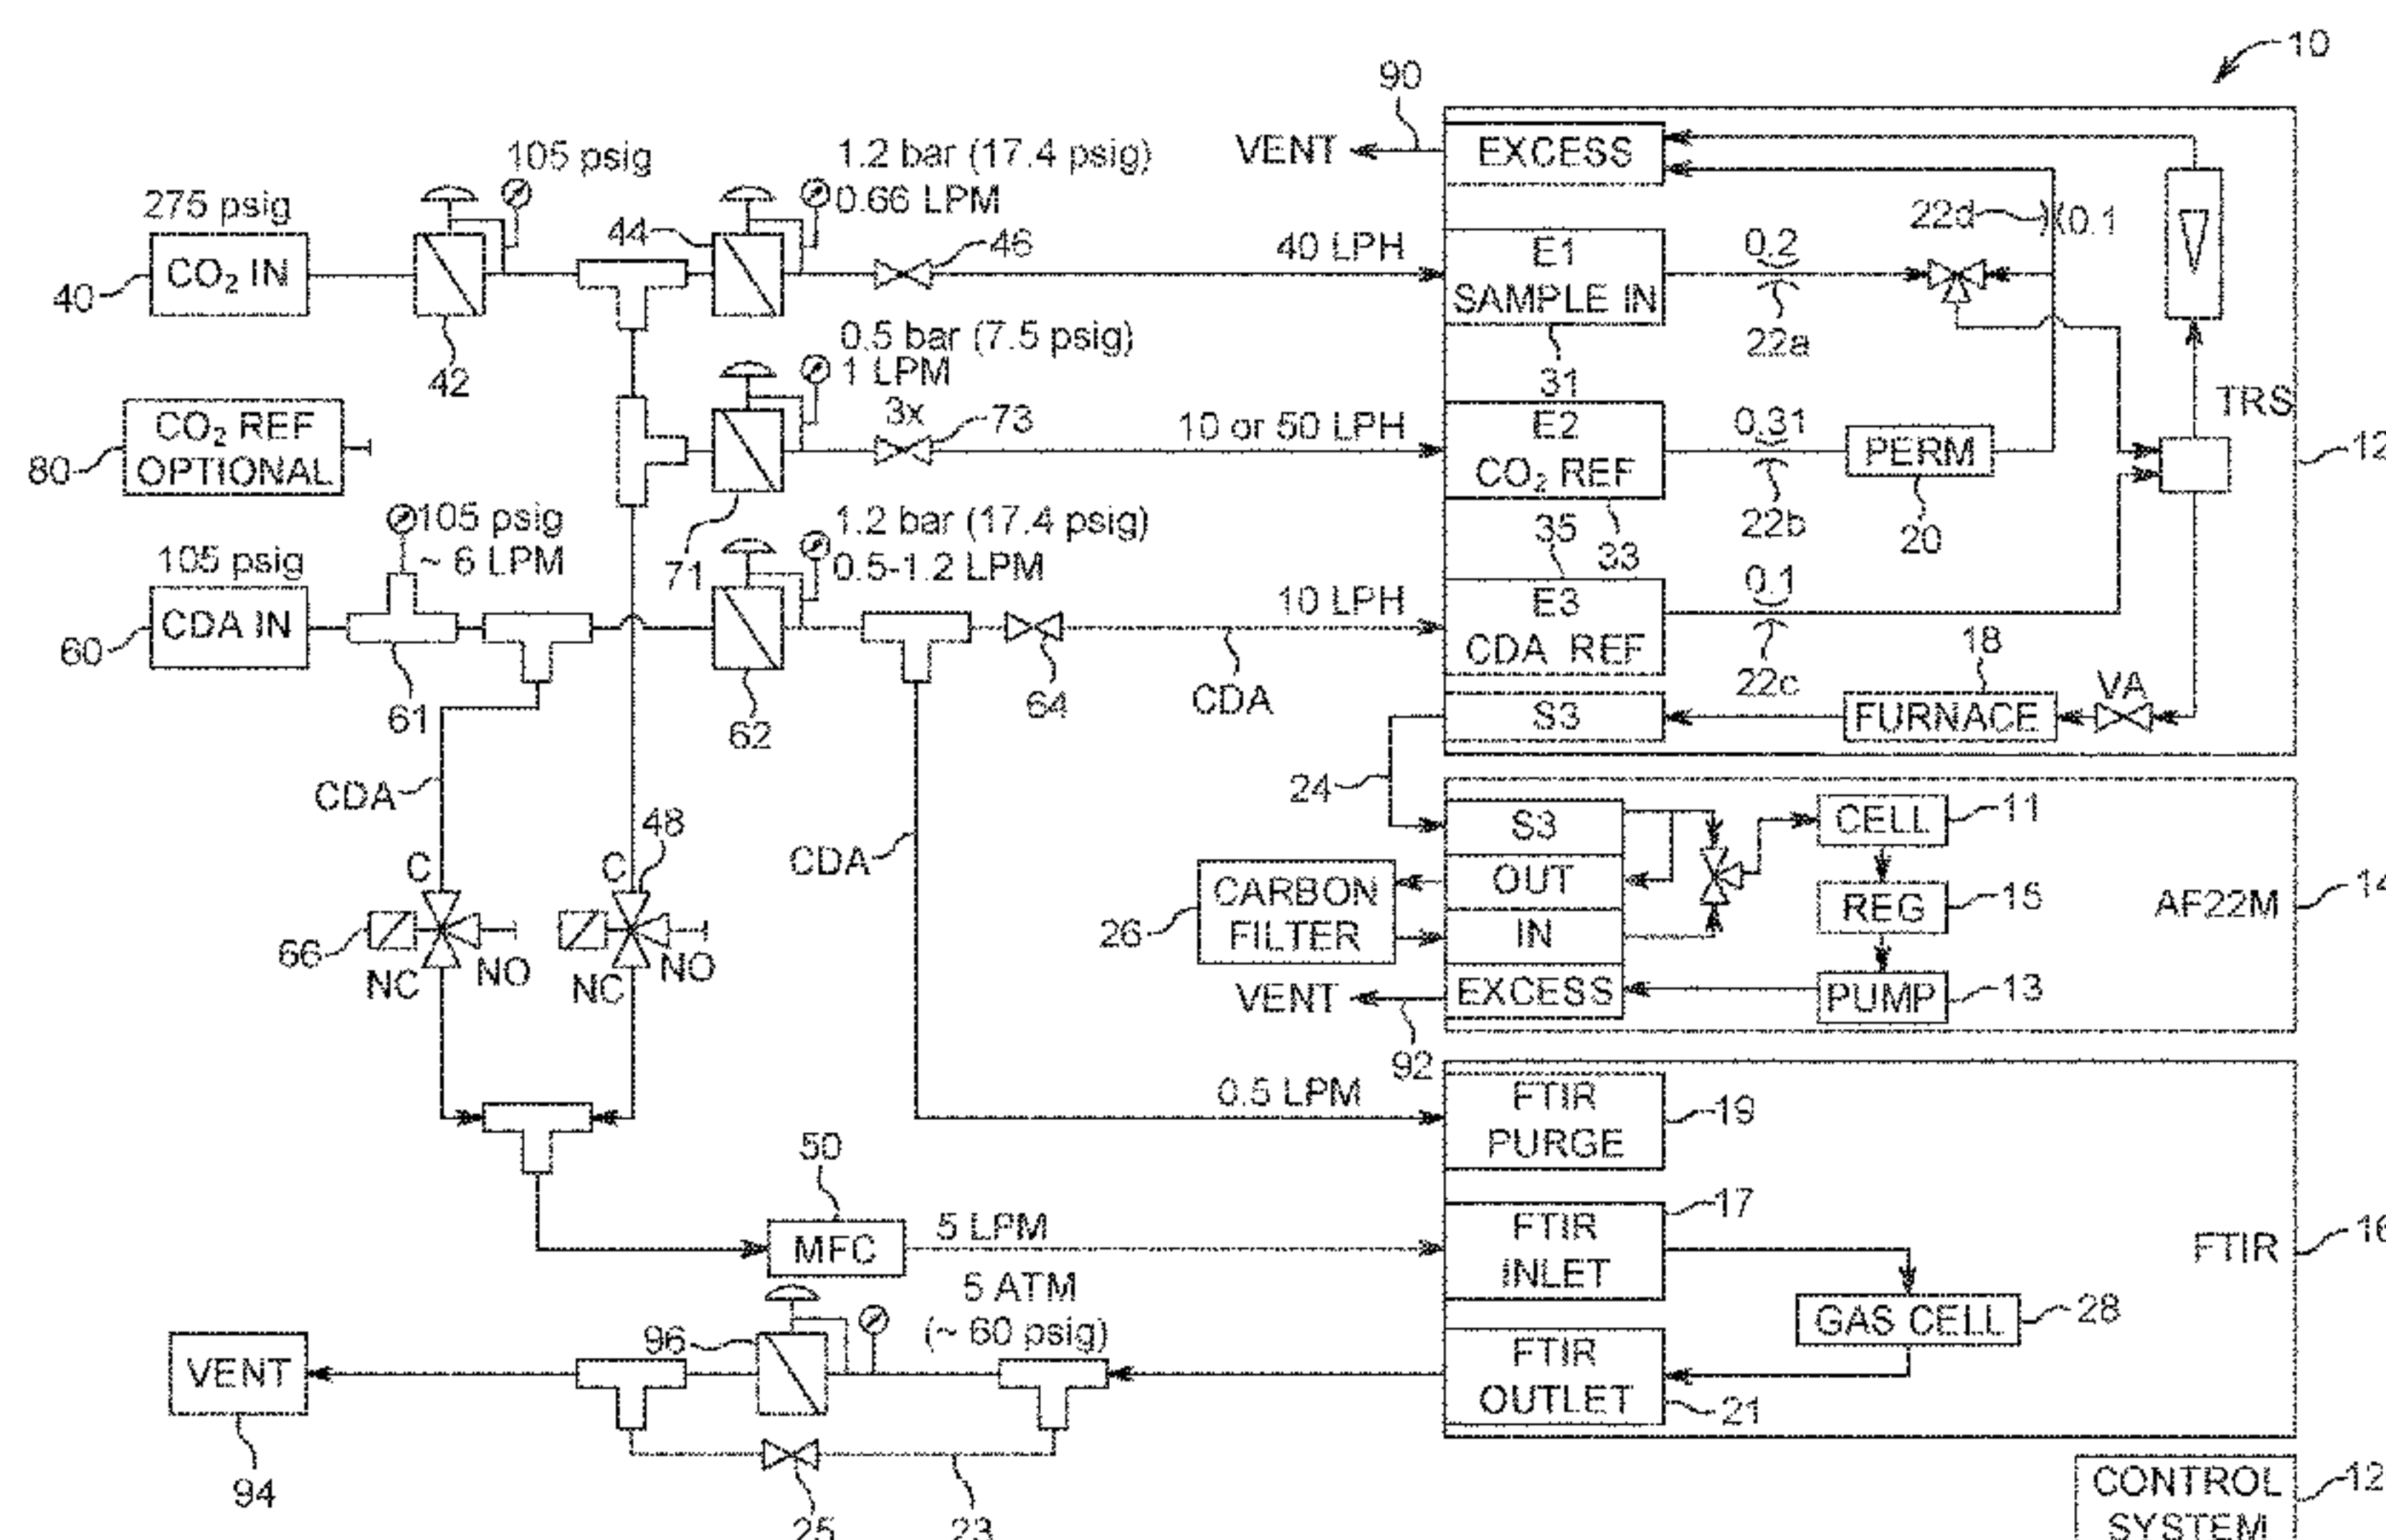 10
90
VENT
EXCESS
105 psig
1.2 bar (17.4 psig)
0.66 LPM
275 psig
CO₂ IN
40
42
44
46
40 LPH
E1
SAMPLE IN
31
0.2
22a
22d
0.1
0.5 bar (7.5 psig)
1 LPM
3x
73
71
10 or 50 LPH
E2
CO₂ REF
33
0.31
22b
PERM
20
TRS
12
CO₂ REF
OPTIONAL
80
105 psig
~ 6 LPM
105 psig
CDA IN
60
61
1.2 bar (17.4 psig)
0.5-1.2 LPM
62
64
10 LPH
CDA
35
E3
CDA REF
0.1
22c
18
FURNACE
VA
S3
24
CDA
C
66
NC
NO
48
C
NC
NO
CDA
S3
OUT
IN
EXCESS
CARBON
FILTER
26
VENT
92
CELL
11
REG
15
PUMP
13
AF22M
14
0.5 LPM
FTIR
PURGE
19
50
MFC
5 LPM
FTIR
INLET
17
FTIR
16
GAS CELL
28
5 ATM
(~ 60 psig)
96
FTIR
OUTLET
21
VENT
94
25
23
CONTROL
SYSTEM
12